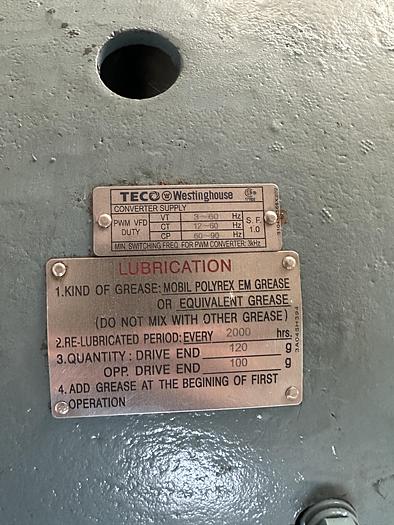 TECO Westinghouse
CONVERTER SUPPLY
PWM VFD DUTY
VT 3~60 Hz
CT 12~60 Hz
CP 60~90 Hz
S.F. 1.0
MIN. SWITCHING FREQ. FOR PWM CONVERTER: 3kHz
LUBRICATION
1.KIND OF GREASE: MOBIL POLYREX EM GREASE
OR EQUIVALENT GREASE
(DO NOT MIX WITH OTHER GREASE)
2.RE-LUBRICATED PERIOD: EVERY 2000 hrs.
3.QUANTITY : DRIVE END 120 g
OPP. DRIVE END 100 g
4. ADD GREASE AT THE BEGINING OF FIRST
OPERATION
3A045H394